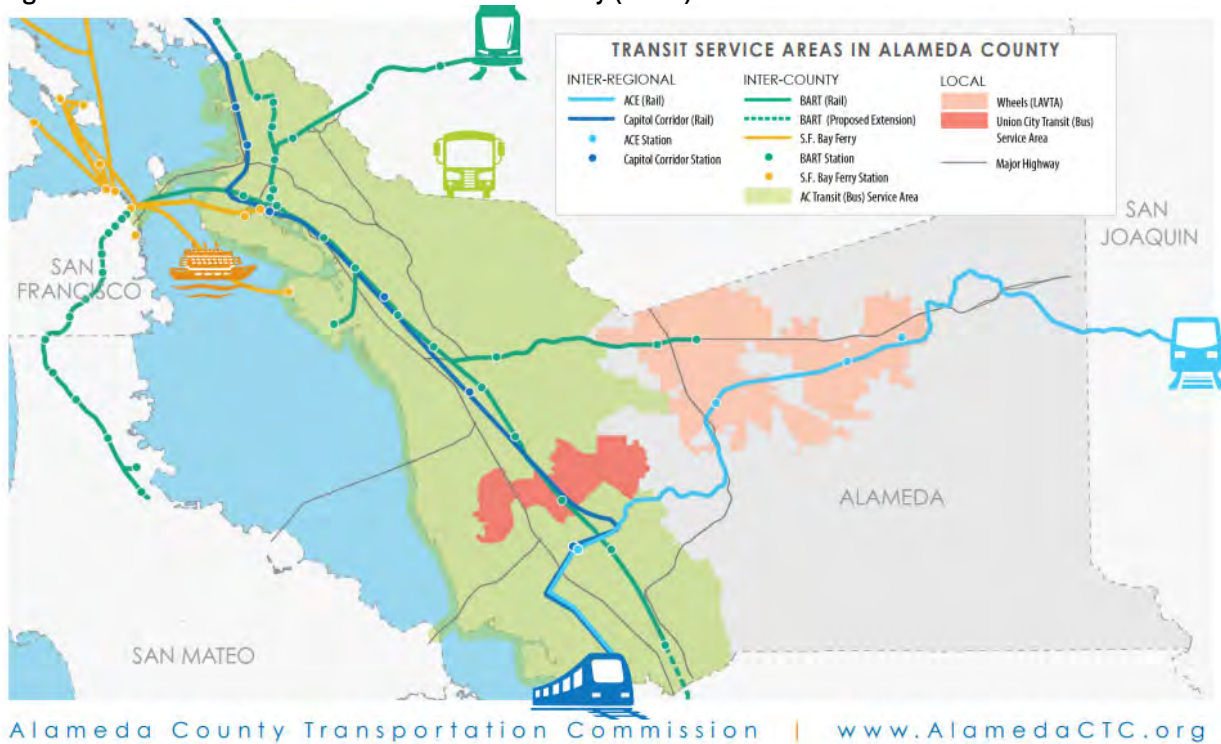 TRANSIT SERVICE AREAS IN ALAMEDA COUNTY
INTER-REGIONAL
ACE (Rail)
Capitol Corridor (Rail)
ACE Station
Capitol Corridor Station
INTER-COUNTY
BART (Rail)
BART (Proposed Extension)
S.F. Bay Ferry
BART Station
S.F. Bay Ferry Station
AC Transit (Bus) Service Area
LOCAL
Wheels (LAVTA)
Union City Transit (Bus)
Service Area
Major Highway
SAN
JOAQUIN
SAN
FRANCISCO
ALAMEDA
SAN MATEO
Alameda County Transportation Commission | www.AlamedaCTC.org